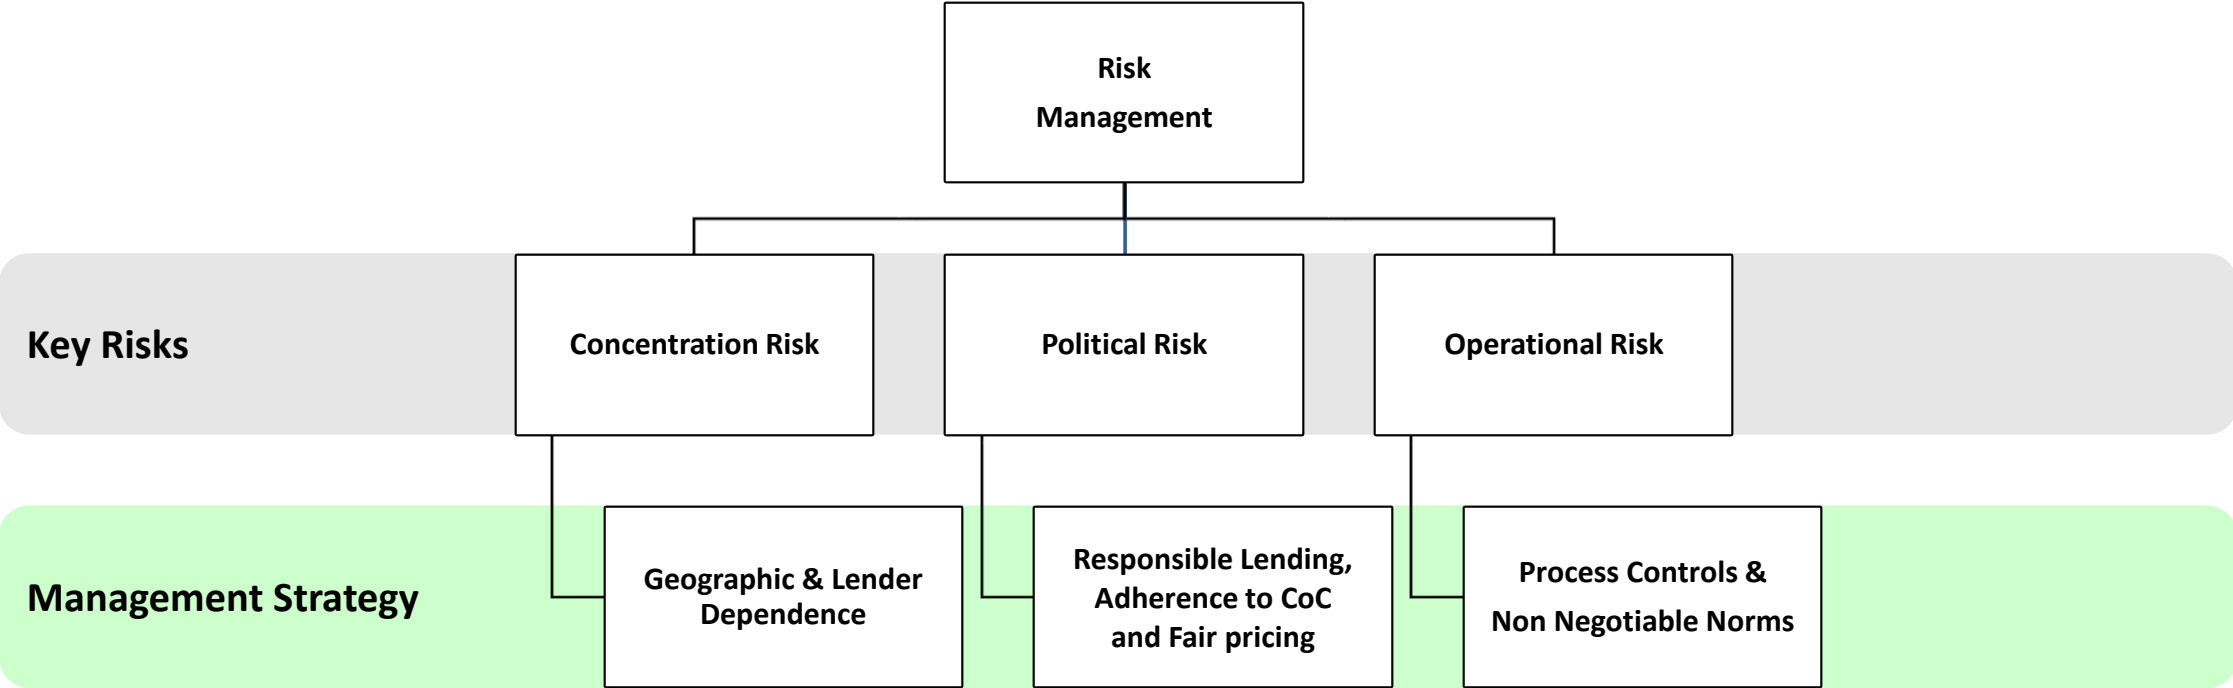 Risk
Management
Key Risks
Concentration Risk
Political Risk
Operational Risk
Management Strategy
Geographic & Lender
Dependence
Responsible Lending,
Adherence to CoC
and Fair pricing
Process Controls &
Non Negotiable Norms